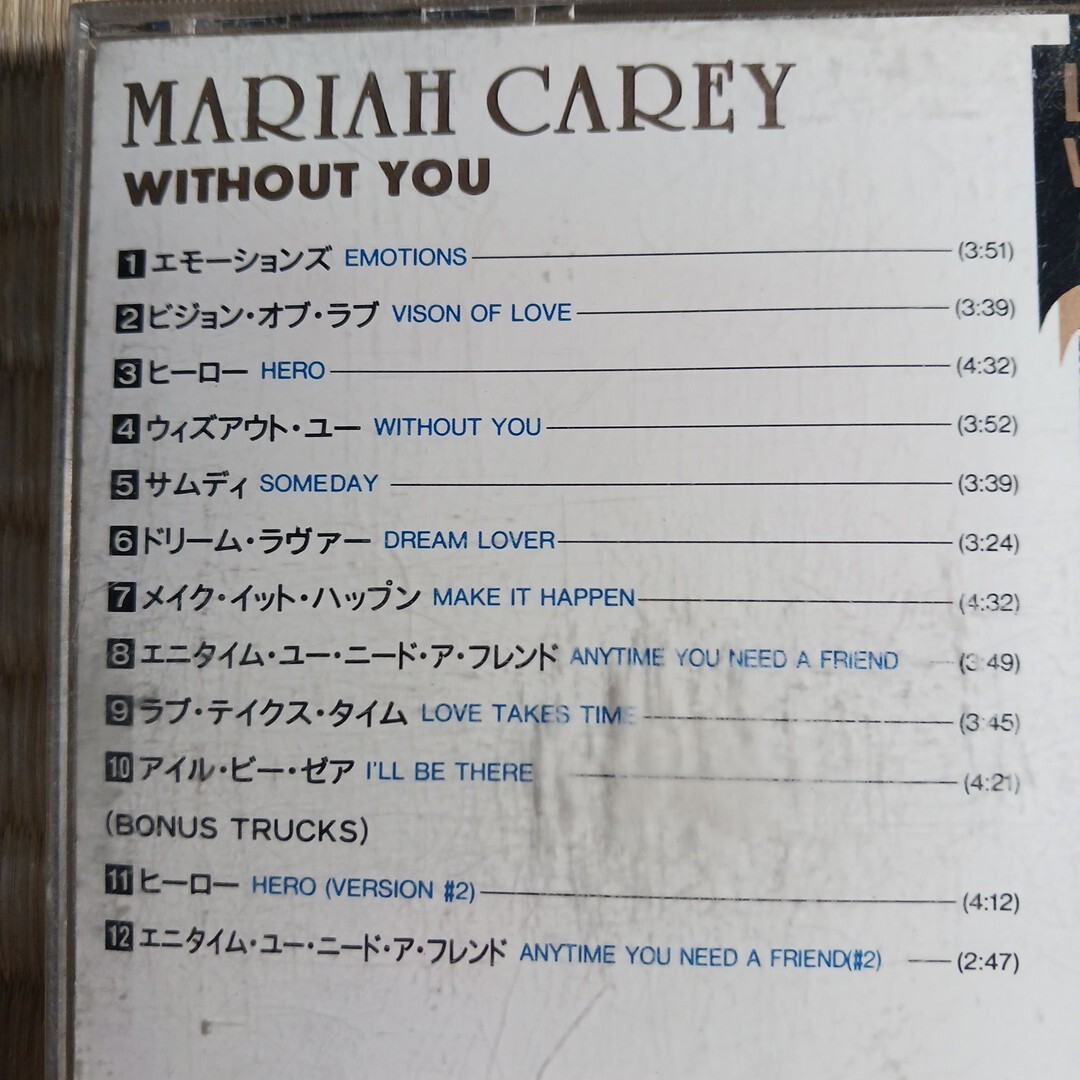 MARIAH CAREY
WITHOUT YOU
1 エモーションズ EMOTIONS (3:51)
2 ビジョン・オブ・ラブ VISON OF LOVE (3:39)
3 ヒーロー HERO (4:32)
4 ウィズアウト・ユー WITHOUT YOU (3:52)
5 サムディ SOMEDAY (3:39)
6 ドリーム・ラヴァー DREAM LOVER (3:24)
7 メイク・イット・ハップン MAKE IT HAPPEN (4:32)
8 エニタイム・ユー・ニード・ア・フレンド ANYTIME YOU NEED A FRIEND (3:49)
9 ラブ・テイクス・タイム LOVE TAKES TIME (3:45)
10 アイル・ビー・ゼア I'LL BE THERE (4:21)
(BONUS TRUCKS)
11 ヒーロー HERO (VERSION #2) (4:12)
12 エニタイム・ユー・ニード・ア・フレンド ANYTIME YOU NEED A FRIEND(#2) (2:47)